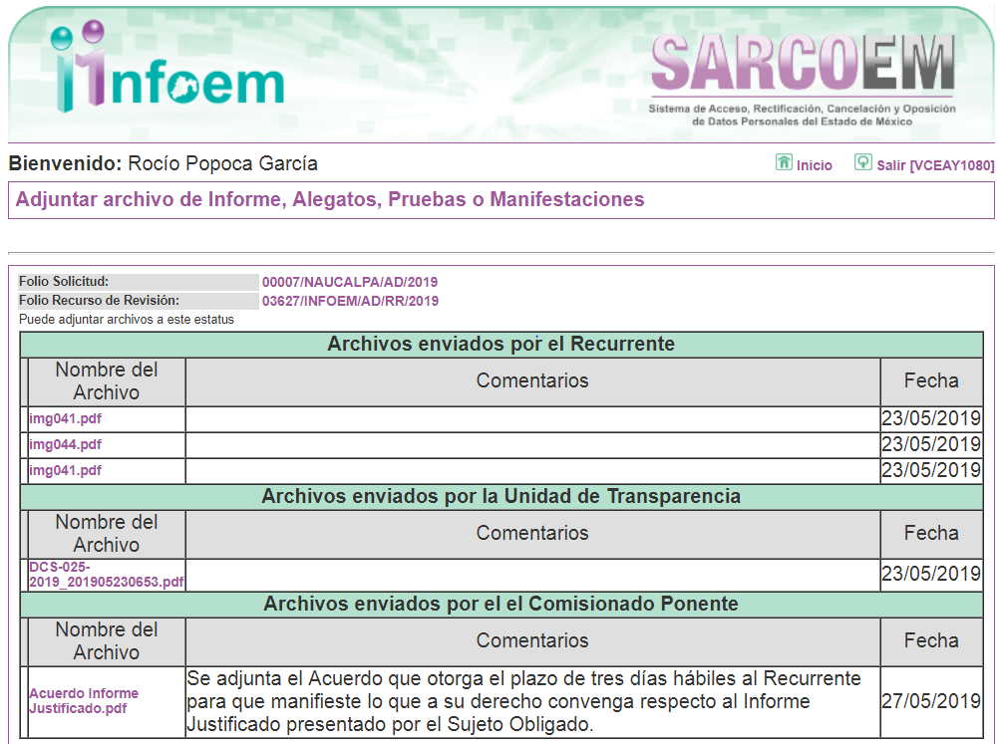 infoem
SARCOEM
Sistema de Acceso, Rectificación, Cancelación y Oposición
de Datos Personales del Estado de México
Bienvenido: Rocío Popoca García
Inicio Salir [VCEAY1080]
Adjuntar archivo de Informe, Alegatos, Pruebas o Manifestaciones
Folio Solicitud: 00007/NAUCALPA/AD/2019
Folio Recurso de Revisión: 03627/INFOEM/AD/RR/2019
Puede adjuntar archivos a este estatus
Archivos enviados por el Recurrente
Nombre del
Archivo
Comentarios
Fecha
img041.pdf 23/05/2019
img044.pdf 23/05/2019
img041.pdf 23/05/2019
Archivos enviados por la Unidad de Transparencia
Nombre del
Archivo
Comentarios
Fecha
DCS-025-
2019_201905230653.pdf
23/05/2019
Archivos enviados por el el Comisionado Ponente
Nombre del
Archivo
Comentarios
Fecha
Acuerdo Informe
Justificado.pdf
Se adjunta el Acuerdo que otorga el plazo de tres días hábiles al Recurrente
para que manifieste lo que a su derecho convenga respecto al Informe
Justificado presentado por el Sujeto Obligado.
27/05/2019